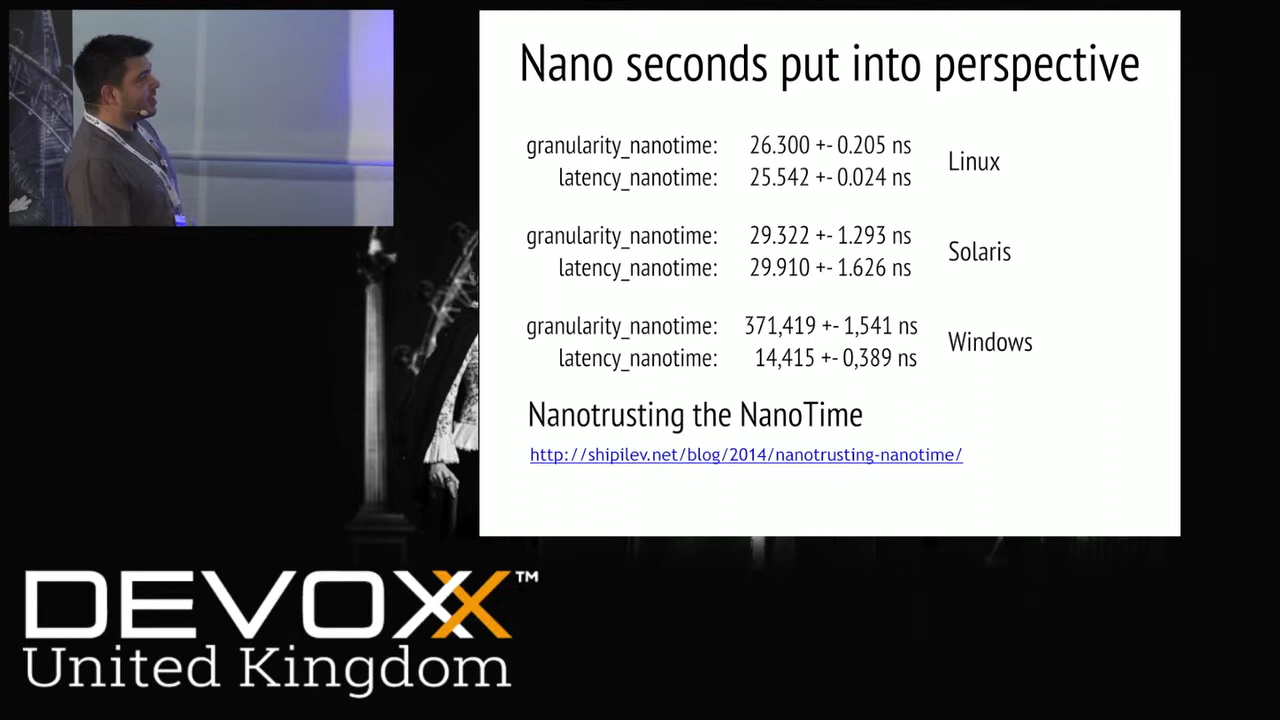 Nano seconds put into perspective
granularity_nanotime: 26.300 +- 0.205 ns
latency_nanotime: 25.542 +- 0.024 ns
Linux
granularity_nanotime: 29.322 +- 1.293 ns
latency_nanotime: 29.910 +- 1.626 ns
Solaris
granularity_nanotime: 371,419 +- 1,541 ns
latency_nanotime: 14,415 +- 0,389 ns
Windows
Nanotrusting the NanoTime
http://shipilev.net/blog/2014/nanotrusting-nanotime/
DEVOXX™
United Kingdom